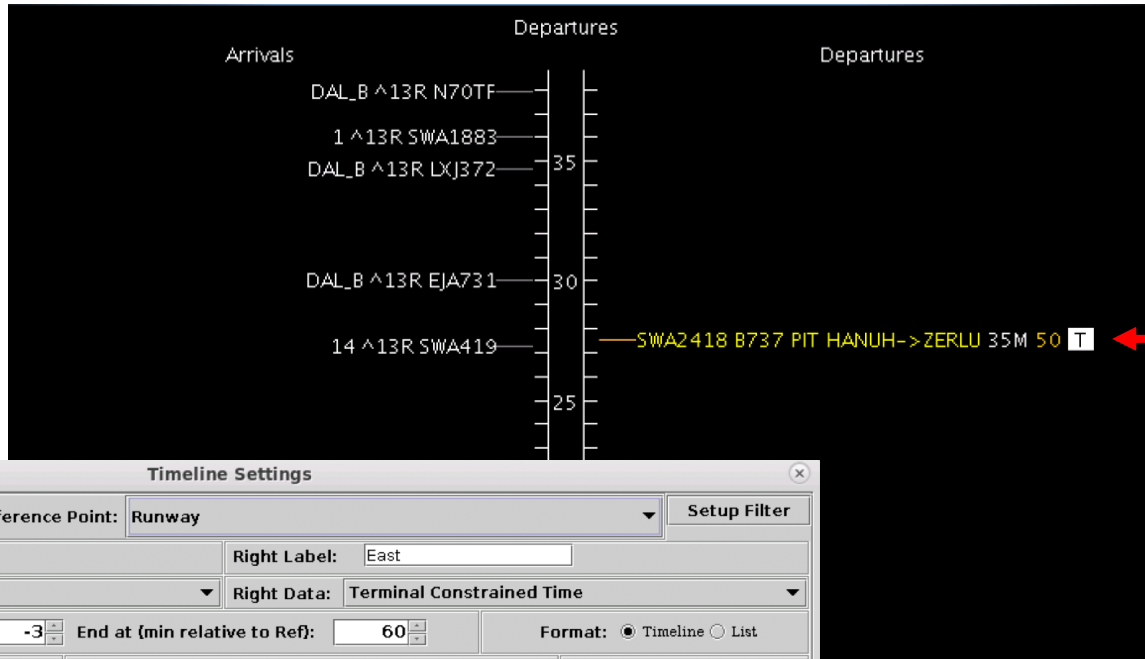 Departures
Arrivals
Departures
DAL_B ^13R N70TF
1 ^13R SWA1883
35
DAL_B ^13R LXJ372
DAL_B ^13R EJA731
30
14 ^13R SWA419
SWA2418 B737 PIT HANUH->ZERLU 35M 50 T
25
Timeline Settings
ference Point: Runway Setup Filter
Right Label: East
Right Data: Terminal Constrained Time
-3 End at (min relative to Ref): 60 Format: Timeline List